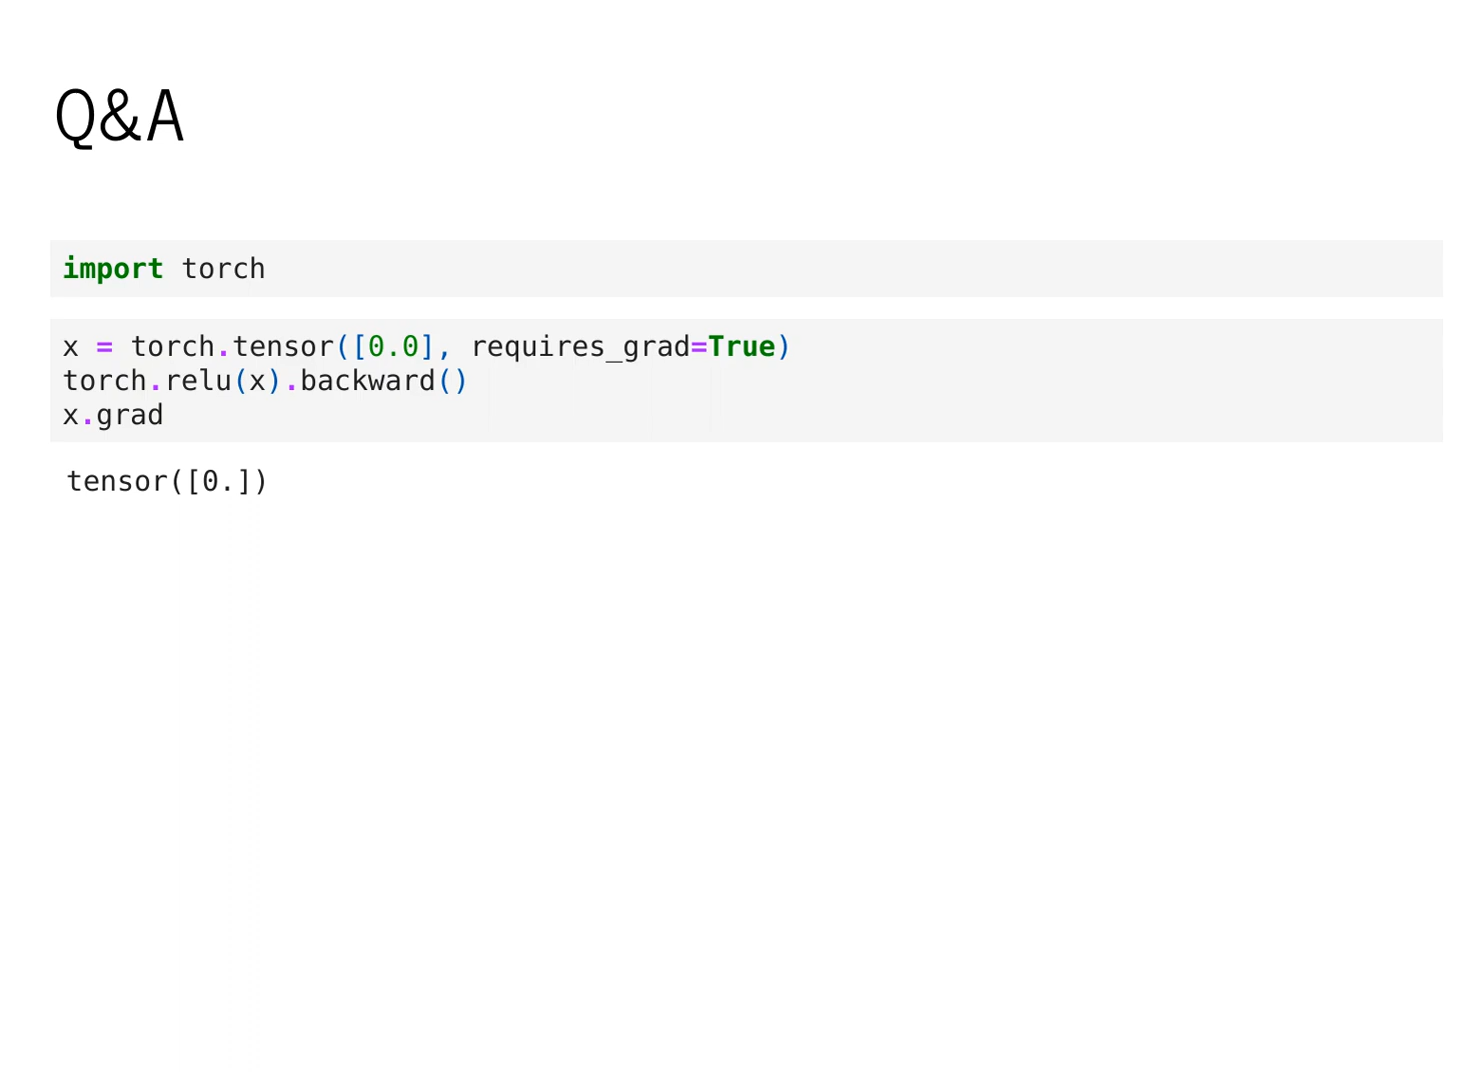 Q&A
import torch
x = torch.tensor([0.0], requires_grad=True)
torch.relu(x).backward()
x.grad
tensor([0.])